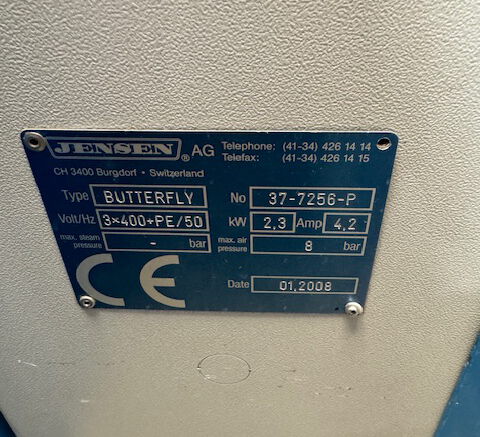 JENSEN ® AG Telephone: (41-34) 426 14 14
Telefax: (41-34) 426 14 15
CH 3400 Burgdorf • Switzerland
Type BUTTERFLY No 37-7256-P
Volt/Hz 3×400+PE/50 kW 2,3 Amp 4,2
max. steam pressure - bar max. air pressure 8 bar
CE Date 01,2008